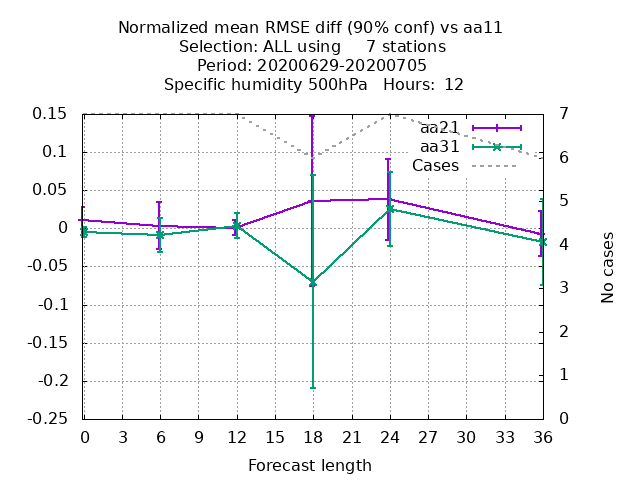 Normalized mean RMSE diff (90% conf) vs aa11
Selection: ALL using     7 stations
Period: 20200629-20200705
Specific humidity 500hPa   Hours:  12
0.15
0.1
0.05
0
-0.05
-0.1
-0.15
-0.2
-0.25
7
6
5
4
3
2
1
0
aa21
aa31
Cases
No cases
0 3 6 9 12 15 18 21 24 27 30 33 36
Forecast length